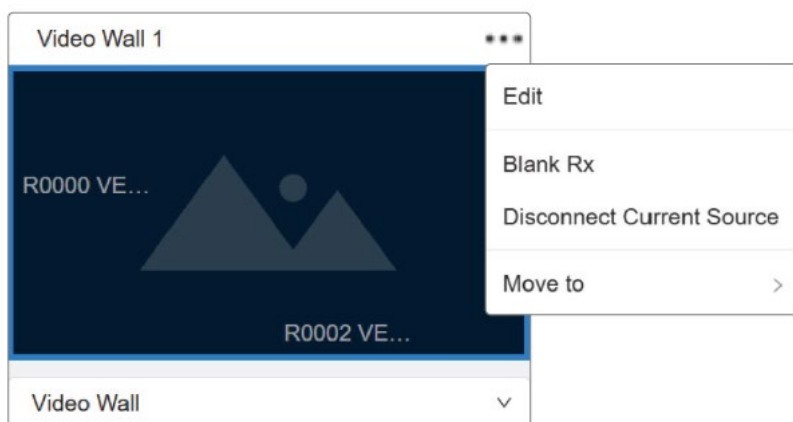 Video Wall 1
Edit
Blank Rx
R0000 VE...
Disconnect Current Source
Move to
R0002 VE...
Video Wall